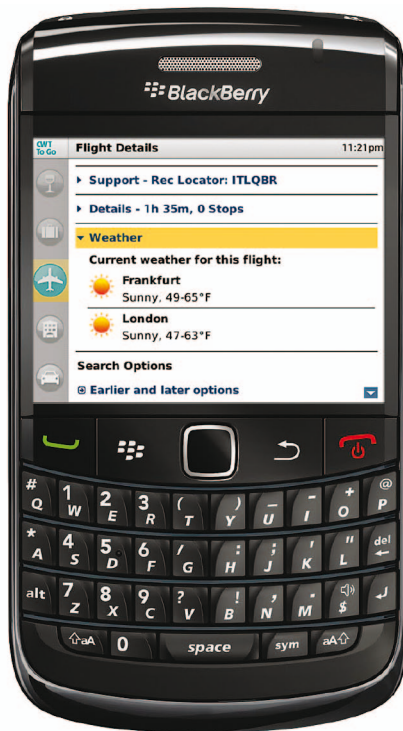 BlackBerry
CWT
To Go
Flight Details
11:21pm
Support - Rec Locator: ITLQBR
Details - 1h 35m, 0 Stops
Weather
Current weather for this flight:
Frankfurt
Sunny, 49-65°F
London
Sunny, 47-63°F
Search Options
Earlier and later options
# Q 1 W 2 E 3 R ( T ) Y _ U - I + O @ P
* A 4 S 5 D 6 F / G : H ; J ' K " L del
alt 7 Z 8 X 9 C ? V ! B , N . M $
aA 0 space sym aA